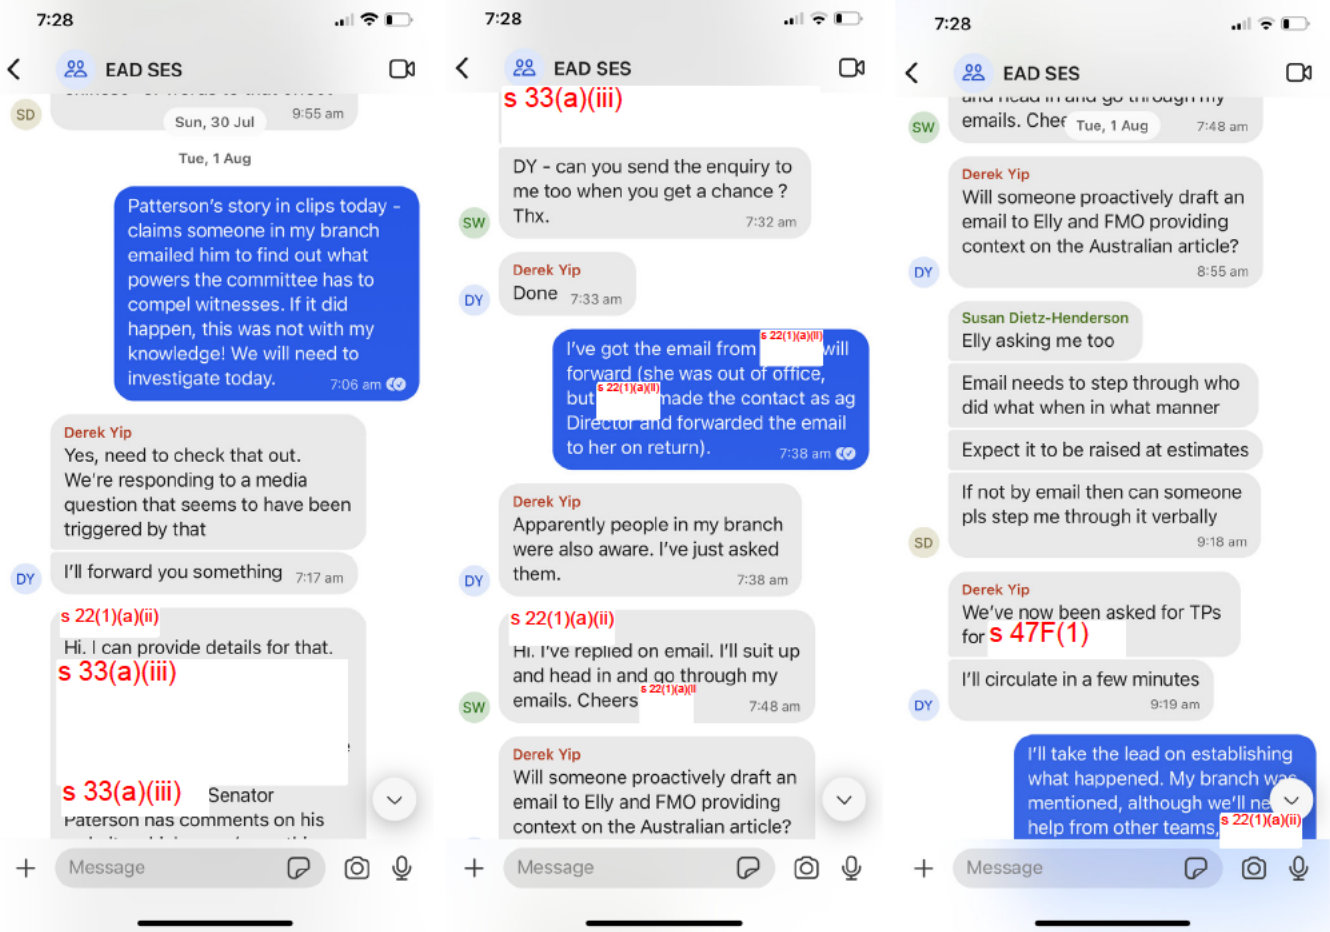 7:28
EAD SES
9:55 am
SD
Sun, 30 Jul
Tue, 1 Aug
Patterson's story in clips today -
claims someone in my branch
emailed him to find out what
powers the committee has to
compel witnesses. If it did
happen, this was not with my
knowledge! We will need to
investigate today.
7:06 am
Derek Yip
Yes, need to check that out.
We're responding to a media
question that seems to have been
triggered by that
I'll forward you something
7:17 am
DY
s 22(1)(a)(ii)
Hi. I can provide details for that.
s 33(a)(iii)
s 33(a)(iii)
Senator
Paterson has comments on his
Message
7:28
EAD SES
s 33(a)(iii)
DY - can you send the enquiry to
me too when you get a chance ?
Thx.
7:32 am
SW
Derek Yip
Done
7:33 am
DY
I've got the email from s 22(1)(a)(ii) will
forward (she was out of office,
but s 22(1)(a)(ii) made the contact as ag
Director and forwarded the email
to her on return).
7:38 am
Derek Yip
Apparently people in my branch
were also aware. I've just asked
them.
7:38 am
DY
s 22(1)(a)(ii)
Hi. I've replied on email. I'll suit up
and head in and go through my
emails. Cheers s 22(1)(a)(ii
7:48 am
SW
Derek Yip
Will someone proactively draft an
email to Elly and FMO providing
context on the Australian article?
Message
7:28
EAD SES
and head in and go through my
emails. Chee
Tue, 1 Aug
7:48 am
SW
Derek Yip
Will someone proactively draft an
email to Elly and FMO providing
context on the Australian article?
8:55 am
DY
Susan Dietz-Henderson
Elly asking me too
Email needs to step through who
did what when in what manner
Expect it to be raised at estimates
If not by email then can someone
pls step me through it verbally
9:18 am
SD
Derek Yip
We've now been asked for TPs
for s 47F(1)
I'll circulate in a few minutes
9:19 am
DY
I'll take the lead on establishing
what happened. My branch was
mentioned, although we'll ne
help from other teams, s 22(1)(a)(ii)
Message